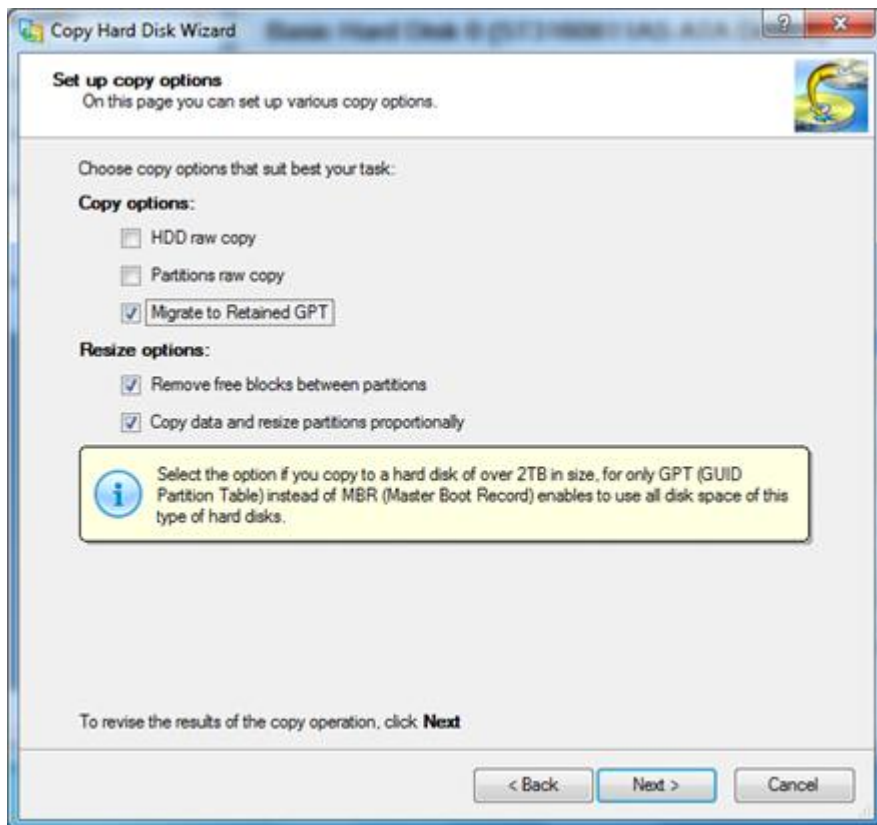 Copy Hard Disk Wizard
Set up copy options
On this page you can set up various copy options.
Choose copy options that suit best your task:
Copy options:
HDD raw copy
Partitions raw copy
Migrate to Retained GPT
Resize options:
Remove free blocks between partitions
Copy data and resize partitions proportionally
Select the option if you copy to a hard disk of over 2TB in size, for only GPT (GUID
Partition Table) instead of MBR (Master Boot Record) enables to use all disk space of this
type of hard disks.
To revise the results of the copy operation, click Next
< Back Next > Cancel